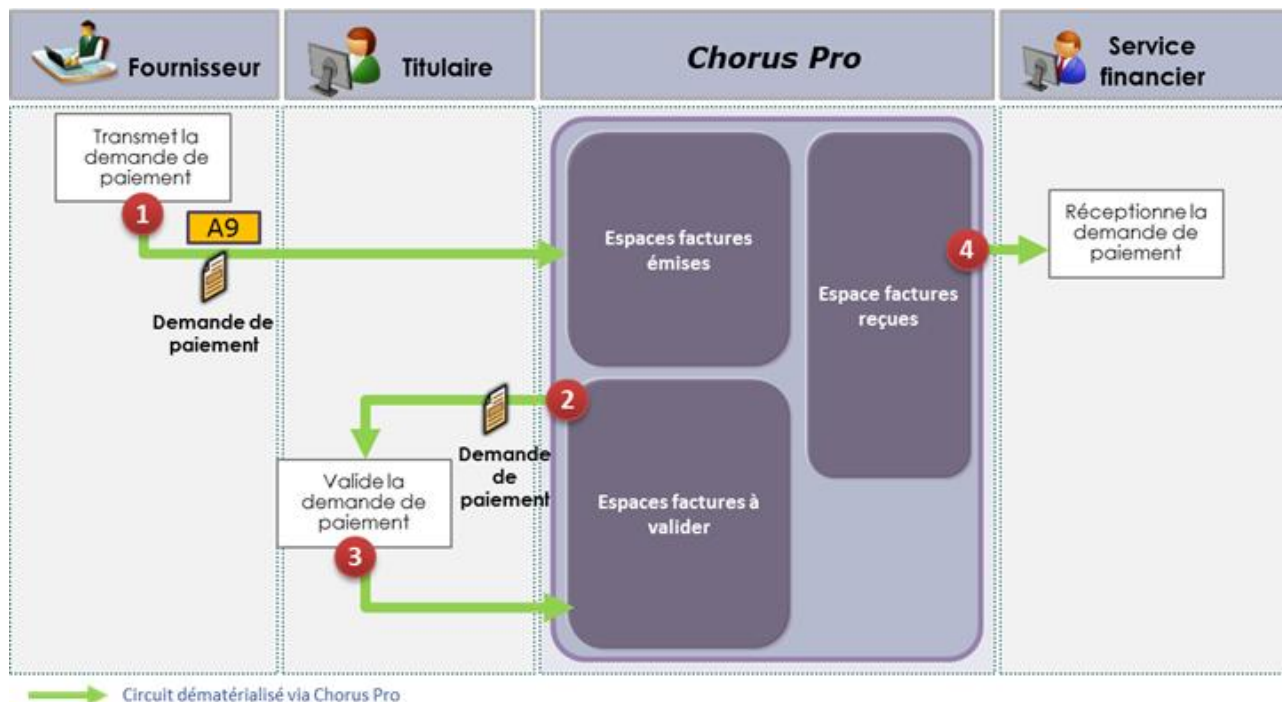 Fournisseur
Titulaire
Chorus Pro
Service
financier
Transmet la
demande de
paiement
1
A9
Demande de
paiement
Espaces factures
émises
Espace factures
reçues
4
Réceptionne la
demande de
paiement
2
Demande
de
paiement
Valide la
demande de
paiement
3
Espaces factures à
valider
Circuit dématérialisé via Chorus Pro